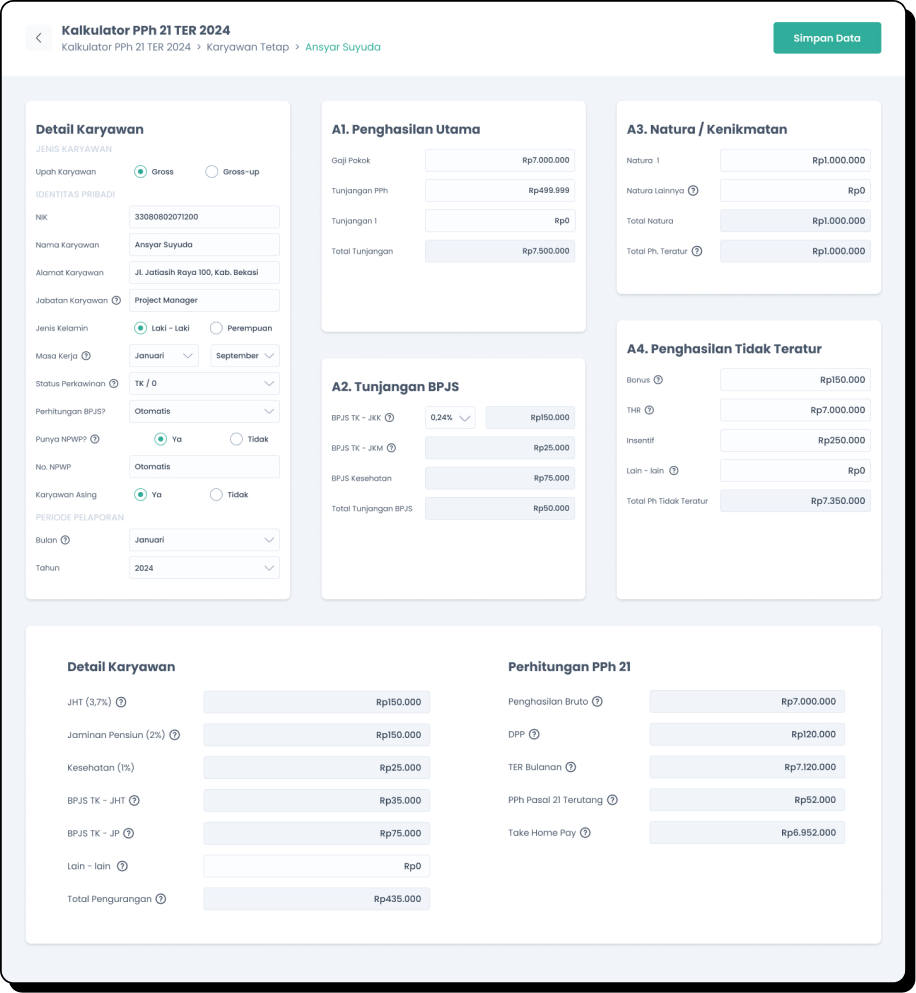 Kalkulator PPh 21 TER 2024
Kalkulator PPh 21 TER 2024 > Karyawan Tetap > Ansyar Suyuda
Simpan Data
Detail Karyawan
JENIS KARYAWAN
Upah Karyawan Gross Gross-up
IDENTITAS PRIBADI
NIK 33080802071200
Nama Karyawan Ansyar Suyuda
Alamat Karyawan Jl. Jatiasih Raya 100, Kab. Bekasi
Jabatan Karyawan ? Project Manager
Jenis Kelamin Laki - Laki Perempuan
Masa Kerja ? Januari September
Status Perkawinan ? TK / 0
Perhitungan BPJS? Otomatis
Punya NPWP? ? Ya Tidak
No. NPWP Otomatis
Karyawan Asing Ya Tidak
PERIODE PELAPORAN
Bulan ? Januari
Tahun 2024
A1. Penghasilan Utama
Gaji Pokok Rp7.000.000
Tunjangan PPh Rp499.999
Tunjangan 1 Rp0
Total Tunjangan Rp7.500.000
A2. Tunjangan BPJS
BPJS TK - JKK ? 0,24% Rp150.000
BPJS TK - JKM ? Rp25.000
BPJS Kesehatan Rp75.000
Total Tunjangan BPJS Rp50.000
A3. Natura / Kenikmatan
Natura 1 Rp1.000.000
Natura Lainnya ? Rp0
Total Natura Rp1.000.000
Total Ph. Teratur ? Rp1.000.000
A4. Penghasilan Tidak Teratur
Bonus ? Rp150.000
THR ? Rp7.000.000
Insentif Rp250.000
Lain - lain ? Rp0
Total Ph Tidak Teratur Rp7.350.000
Detail Karyawan
JHT (3,7%) ? Rp150.000
Jaminan Pensiun (2%) ? Rp150.000
Kesehatan (1%) Rp25.000
BPJS TK - JHT ? Rp35.000
BPJS TK - JP ? Rp75.000
Lain - lain ? Rp0
Total Pengurangan ? Rp435.000
Perhitungan PPh 21
Penghasilan Bruto ? Rp7.000.000
DPP ? Rp120.000
TER Bulanan ? Rp7.120.000
PPh Pasal 21 Terutang ? Rp52.000
Take Home Pay ? Rp6.952.000